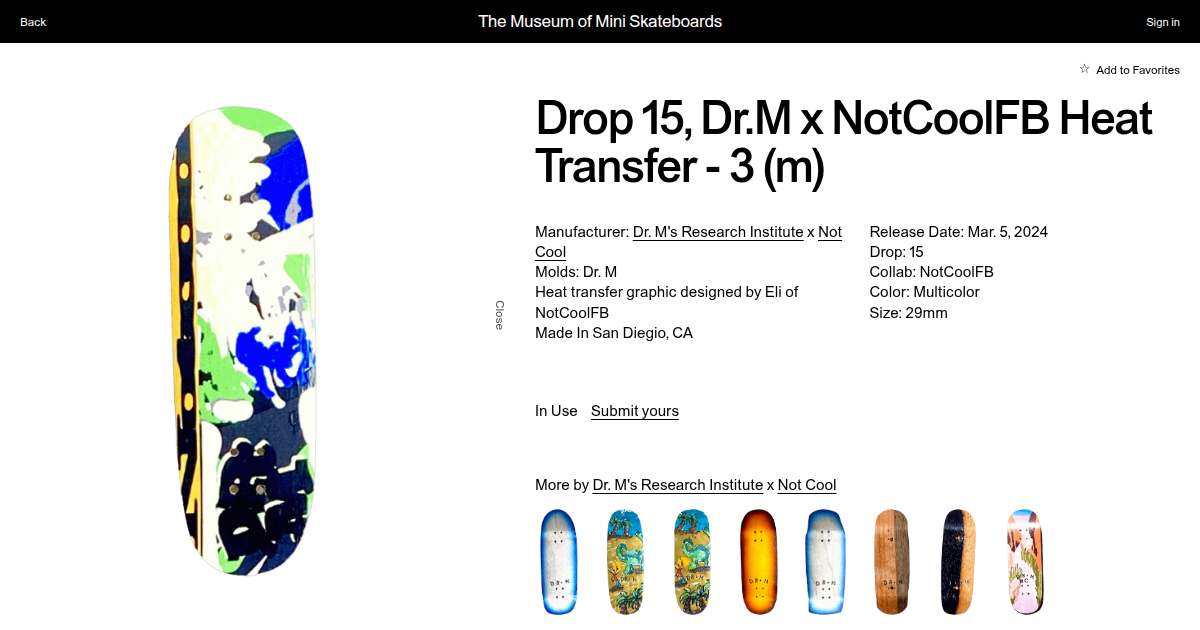 Back
The Museum of Mini Skateboards
Sign in
☆ Add to Favorites
Drop 15, Dr.M x NotCoolFB Heat
Transfer - 3 (m)
Manufacturer: Dr. M's Research Institute x Not
Cool
Molds: Dr. M
Heat transfer graphic designed by Eli of
NotCoolFB
Made In San Diegio, CA
Release Date: Mar. 5, 2024
Drop: 15
Collab: NotCoolFB
Color: Multicolor
Size: 29mm
Close
In Use Submit yours
More by Dr. M's Research Institute x Not Cool